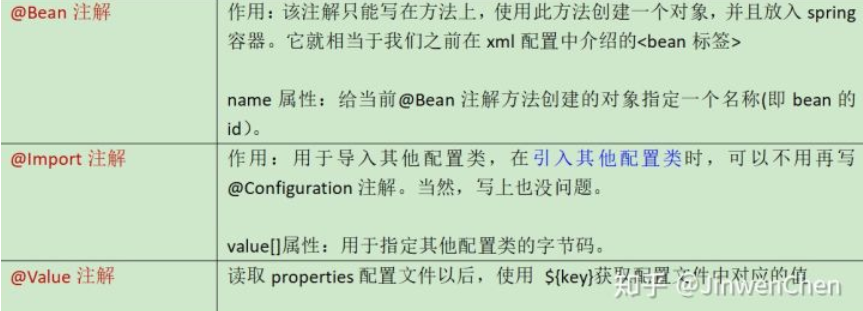 @Bean 注解
作用：该注解只能写在方法上，使用此方法创建一个对象，并且放入 spring
容器。它就相当于我们之前在 xml 配置中介绍的<bean 标签>
name 属性：给当前@Bean 注解方法创建的对象指定一个名称(即 bean 的
id）。
@Import 注解
作用：用于导入其他配置类，在引入其他配置类时，可以不用再写
@Configuration 注解。当然，写上也没问题。
value[]属性：用于指定其他配置类的字节码。
@Value 注解
读取 properties 配置文件以后，使用 ${key}获取配置文件中对应的值
知乎 @JinwenChen